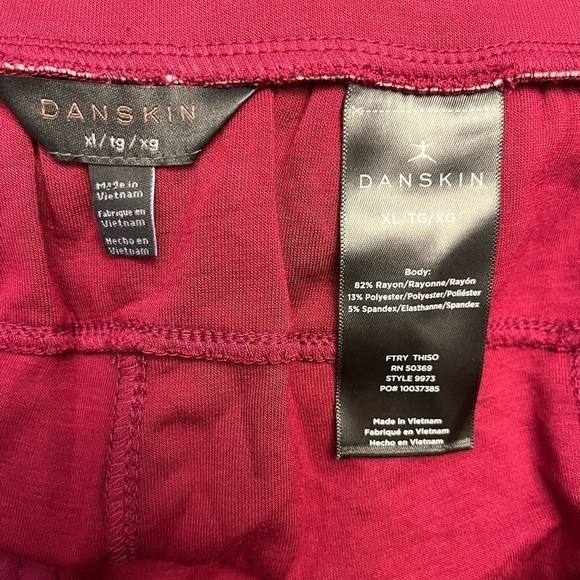 DANSKIN
xl/tg/xg
Made in
Vietnam
Fabriqué en
Vietnam
Hecho en
Vietnam
DANSKIN
XL/TG/XG
Body:
82% Rayon/Rayonne/Rayón
13% Polyester/Polyester/Poliéster
5% Spandex/Elasthanne/Spandex
FTRY THISO
RN 50369
STYLE 9973
PO# 10037385
Made in Vietnam
Fabriqué en Vietnam
Hecho en Vietnam